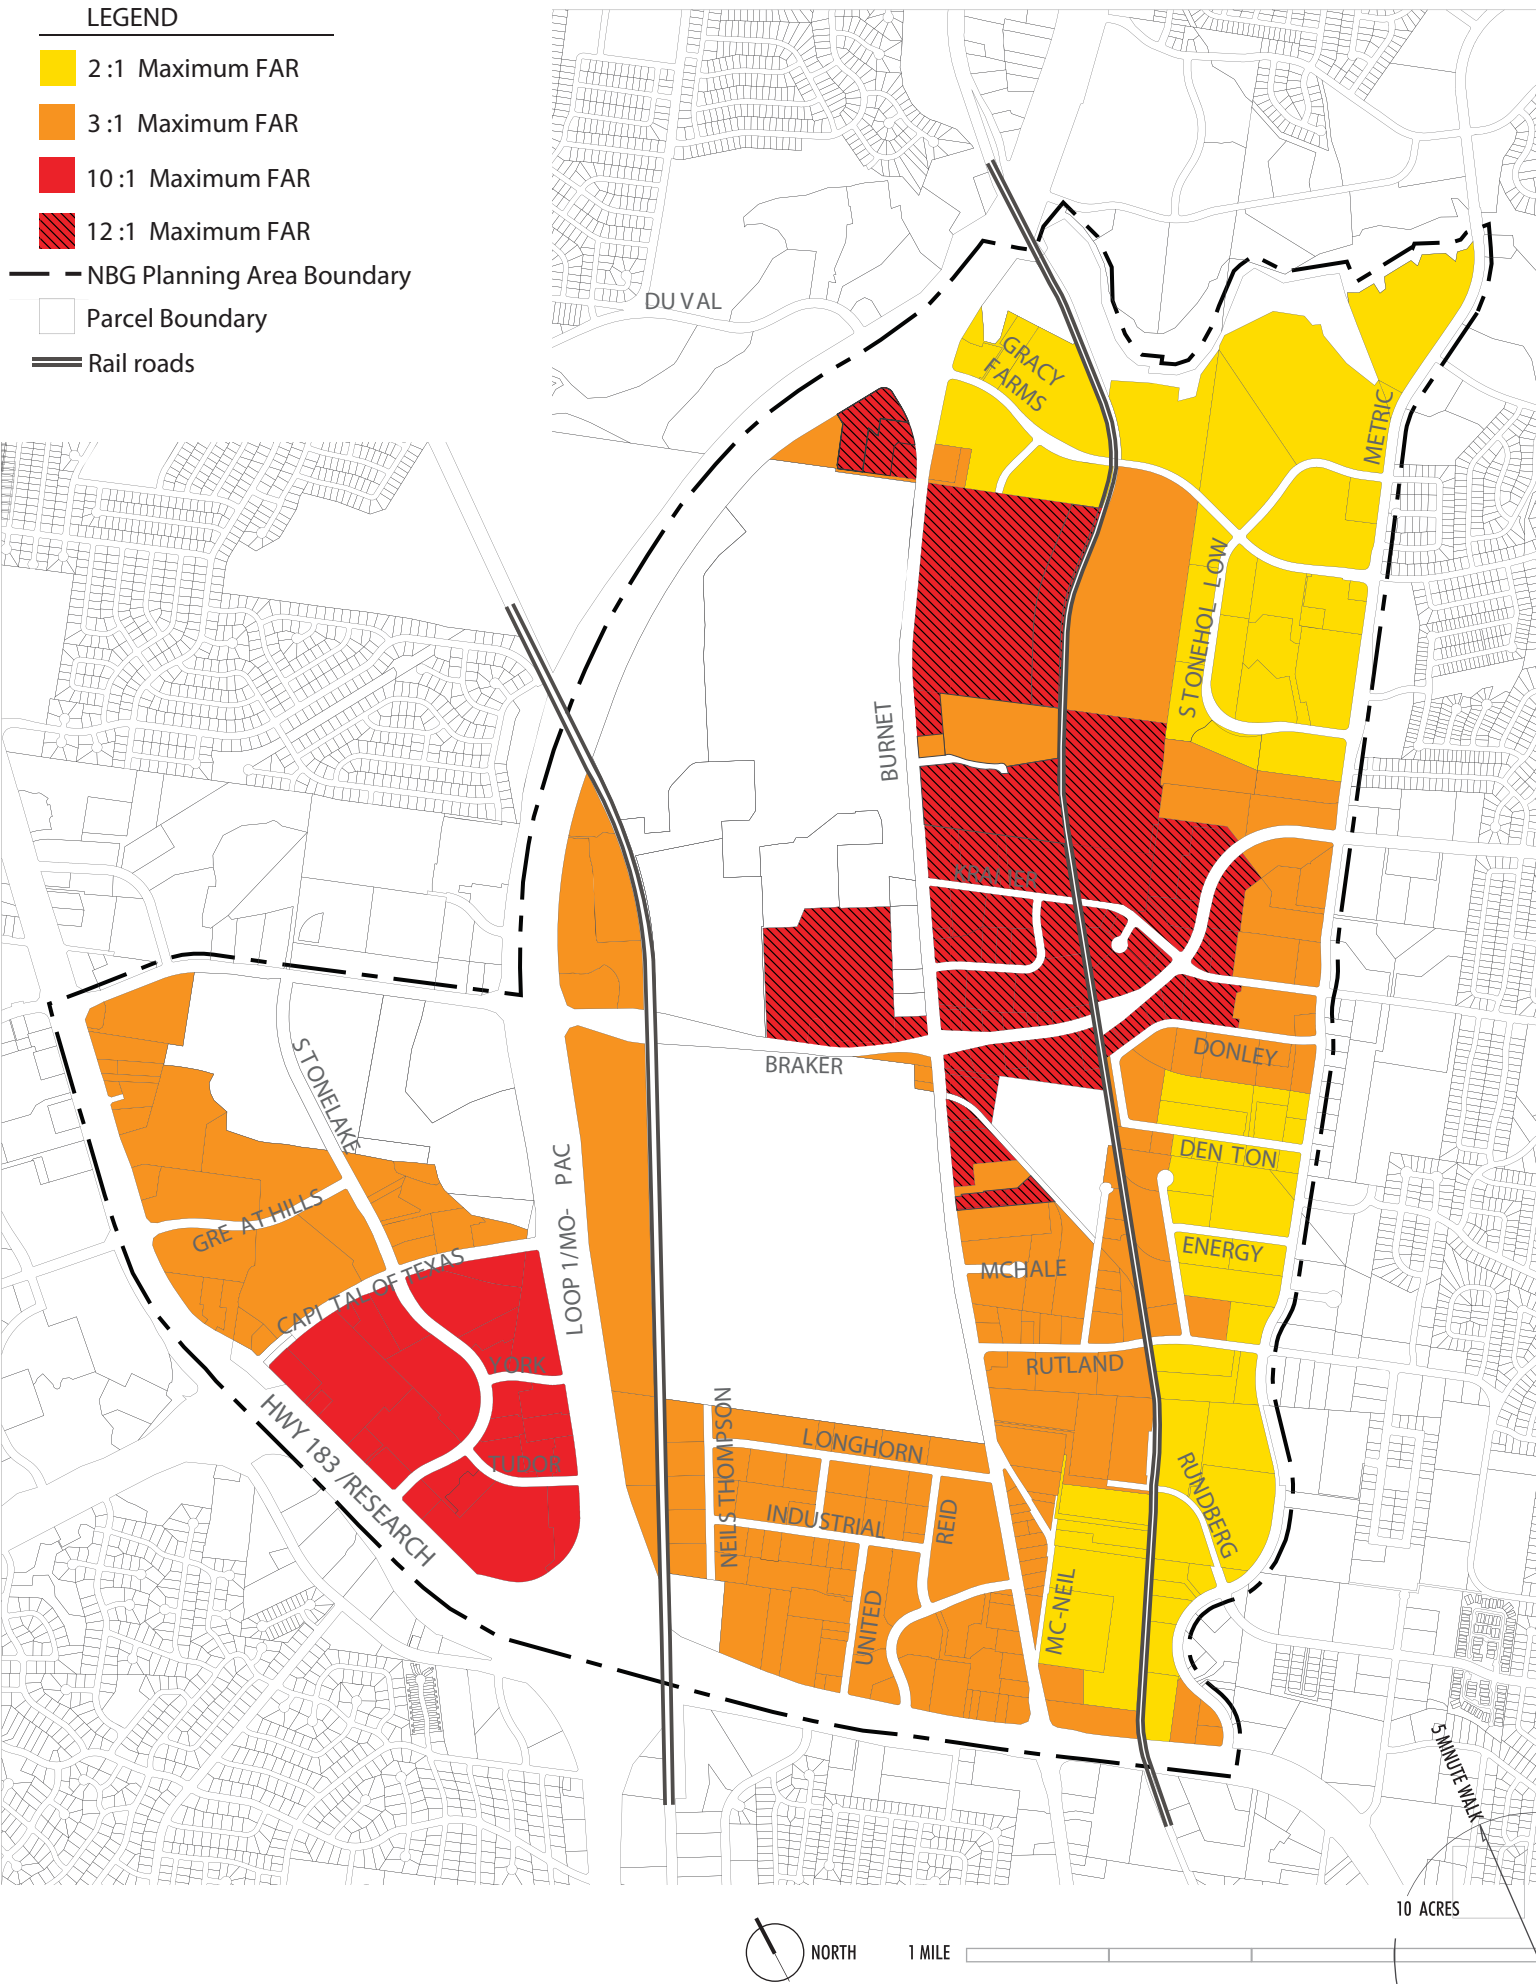 LEGEND
2 :1 Maximum FAR
3 :1 Maximum FAR
10 :1 Maximum FAR
12 :1 Maximum FAR
NBG Planning Area Boundary
Parcel Boundary
Rail roads
DU VAL
GRACY
FARMS
METRIC
S TONEHOL LOW
BURNET
KRAMER
BRAKER
DONLEY
DEN TON
ENERGY
STONELAKE
GRE AT HILLS
CAPI TAL OF TEXAS
LOOP 1/MO- PAC
MCHALE
YORK
RUTLAND
TUDOR
HWY 183 /RESEARCH
NEILS THOMPSON
LONGHORN
INDUSTRIAL
REID
RUNDBERG
UNITED
MC-NEIL
5 MINUTE WALK
10 ACRES
NORTH
1 MILE